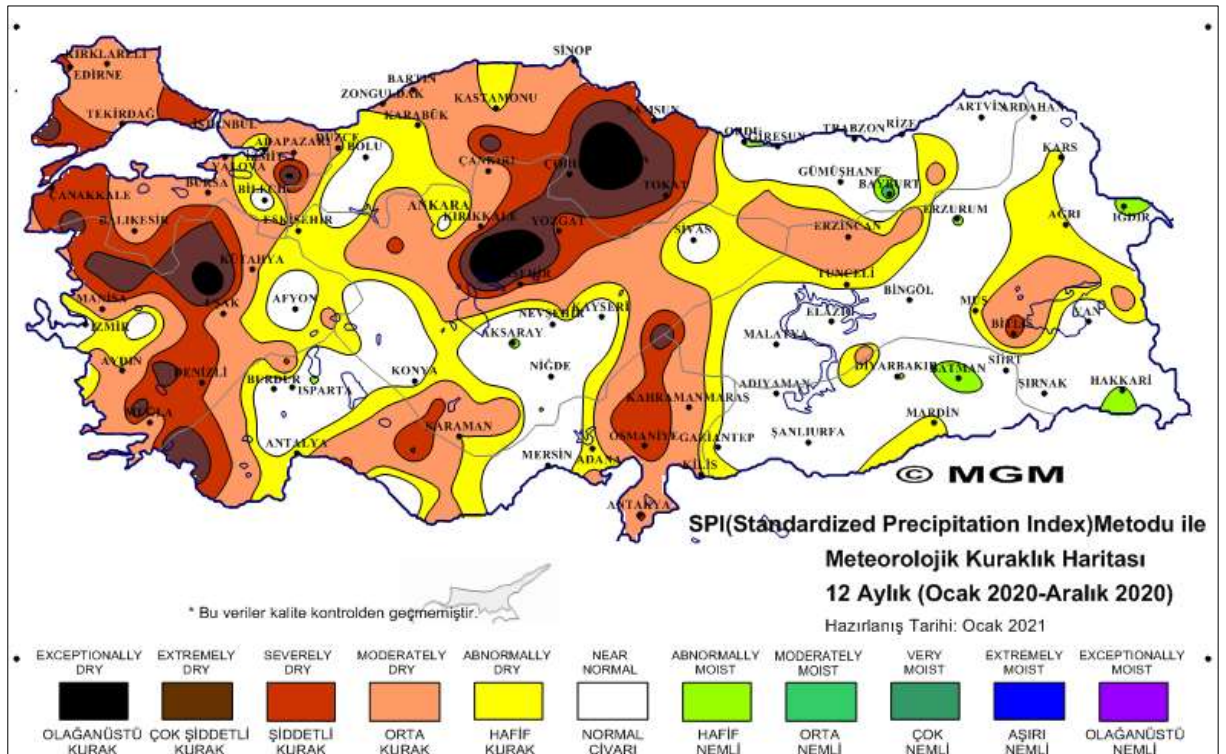 SİNOP
KIRKLARELİ
EDİRNE
BARTIN
ZONGULDAK
KASTAMONU
TEKİRDAĞ
KARABÜK
SAMSUN
ARTVİN
ARDAHAN
İSTANBUL
DÜZCE
ORDU
GİRESUN
TRABZON
RİZE
ADAPAZARI
İZMİT
BOLU
YALOVA
ÇANKIRI
KARS
ÇANAKKALE
BURSA
GÜMÜŞHANE
BAYBURT
TOKAT
ANKARA
KIRIKKALE
YOZGAT
BALIKESİR
ESKİŞEHİR
SİVAS
ERZİNCAN
ERZURUM
AĞRI
IĞDIR
KÜTAHYA
TUNCELİ
BİNGÖL
MANİSA
UŞAK
AFYON
NEVŞEHİR
KAYSERİ
ELAZIĞ
MUŞ
VAN
İZMİR
AKSARAY
MALATYA
BİTLİS
AYDIN
DENİZLİ
BURDUR
ISPARTA
KONYA
NİĞDE
DİYARBAKIR
BATMAN
SİİRT
ŞIRNAK
HAKKARİ
ADIYAMAN
KAHRAMANMARAŞ
MUĞLA
KARAMAN
MARDİN
ANTALYA
MERSİN
ADANA
OSMANİYE
GAZİANTEP
ŞANLIURFA
KİLİS
ANTAKYA
© MGM
SPI(Standardized Precipitation Index)Metodu ile
Meteorolojik Kuraklık Haritası
12 Aylık (Ocak 2020-Aralık 2020)
Hazırlanış Tarihi: Ocak 2021
* Bu veriler kalite kontrolden geçmemiştir.
EXCEPTIONALLY DRY
EXTREMELY DRY
SEVERELY DRY
MODERATELY DRY
ABNORMALLY DRY
NEAR NORMAL
ABNORMALLY MOIST
MODERATELY MOIST
VERY MOIST
EXTREMELY MOIST
EXCEPTIONALLY MOIST
OLAĞANÜSTÜ KURAK
ÇOK ŞİDDETLİ KURAK
ŞİDDETLİ KURAK
ORTA KURAK
HAFİF KURAK
NORMAL CİVARI
HAFİF NEMLİ
ORTA NEMLİ
ÇOK NEMLİ
AŞIRI NEMLİ
OLAĞANÜSTÜ NEMLİ